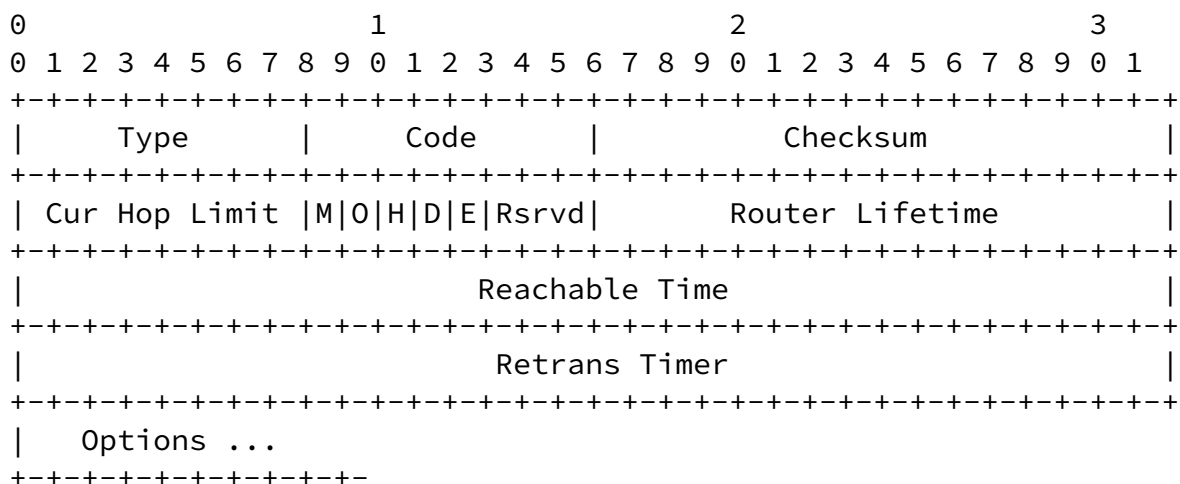 0                   1                   2                   3
0 1 2 3 4 5 6 7 8 9 0 1 2 3 4 5 6 7 8 9 0 1 2 3 4 5 6 7 8 9 0 1
+-+-+-+-+-+-+-+-+-+-+-+-+-+-+-+-+-+-+-+-+-+-+-+-+-+-+-+-+-+-+-+-+
|     Type      |     Code      |          Checksum             |
+-+-+-+-+-+-+-+-+-+-+-+-+-+-+-+-+-+-+-+-+-+-+-+-+-+-+-+-+-+-+-+-+
| Cur Hop Limit |M|O|H|D|E|Rsrvd|       Router Lifetime         |
+-+-+-+-+-+-+-+-+-+-+-+-+-+-+-+-+-+-+-+-+-+-+-+-+-+-+-+-+-+-+-+-+
|                         Reachable Time                        |
+-+-+-+-+-+-+-+-+-+-+-+-+-+-+-+-+-+-+-+-+-+-+-+-+-+-+-+-+-+-+-+-+
|                          Retrans Timer                        |
+-+-+-+-+-+-+-+-+-+-+-+-+-+-+-+-+-+-+-+-+-+-+-+-+-+-+-+-+-+-+-+-+
|   Options ...
+-+-+-+-+-+-+-+-+-+-